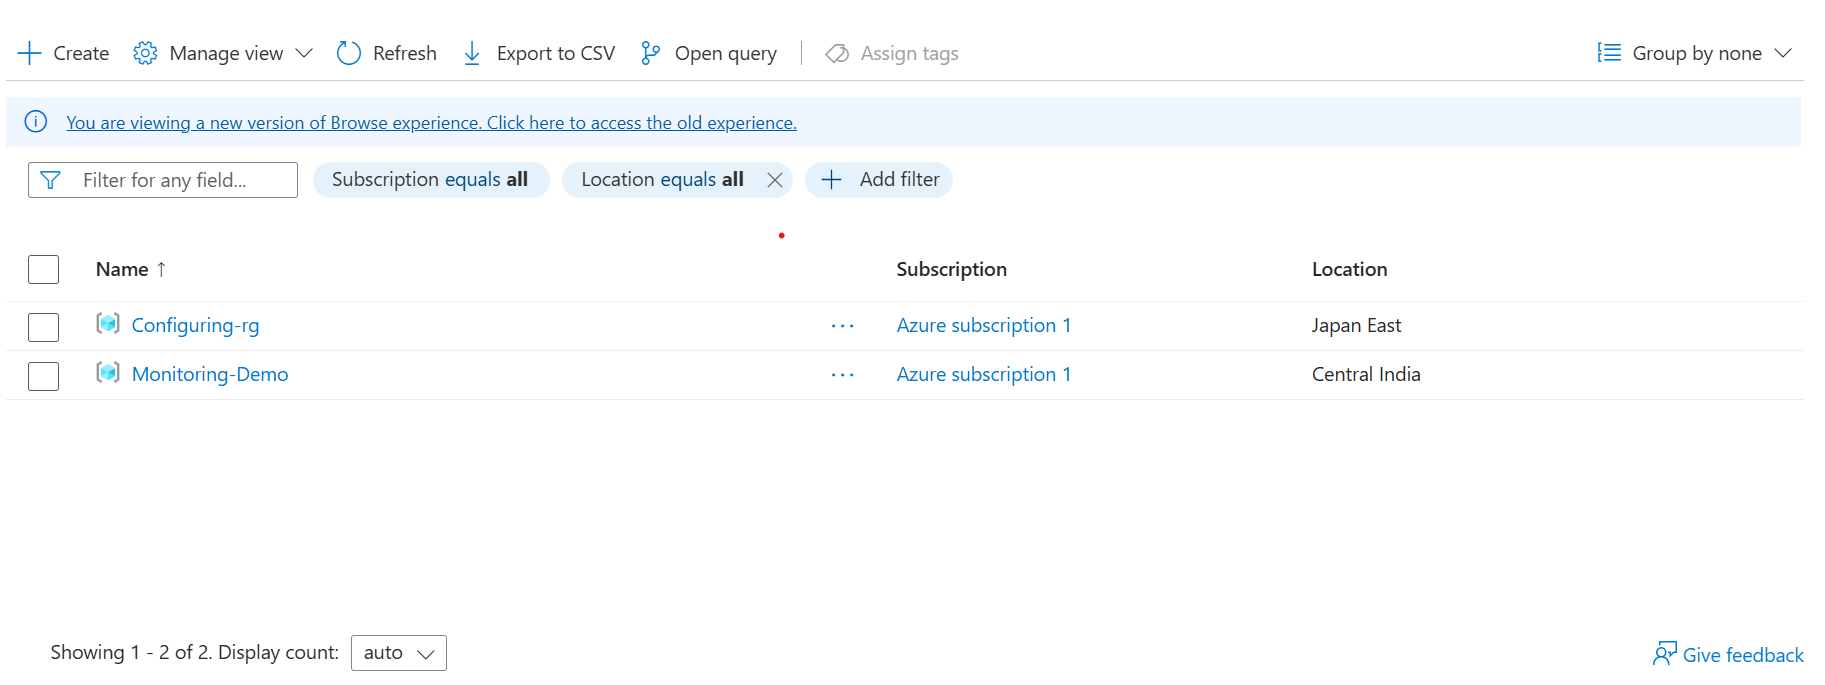 Create Manage view Refresh Export to CSV Open query Assign tags Group by none
You are viewing a new version of Browse experience. Click here to access the old experience.
Filter for any field... Subscription equals all Location equals all Add filter
Name ↑ Subscription Location
Configuring-rg ... Azure subscription 1 Japan East
Monitoring-Demo ... Azure subscription 1 Central India
Showing 1 - 2 of 2. Display count: auto Give feedback